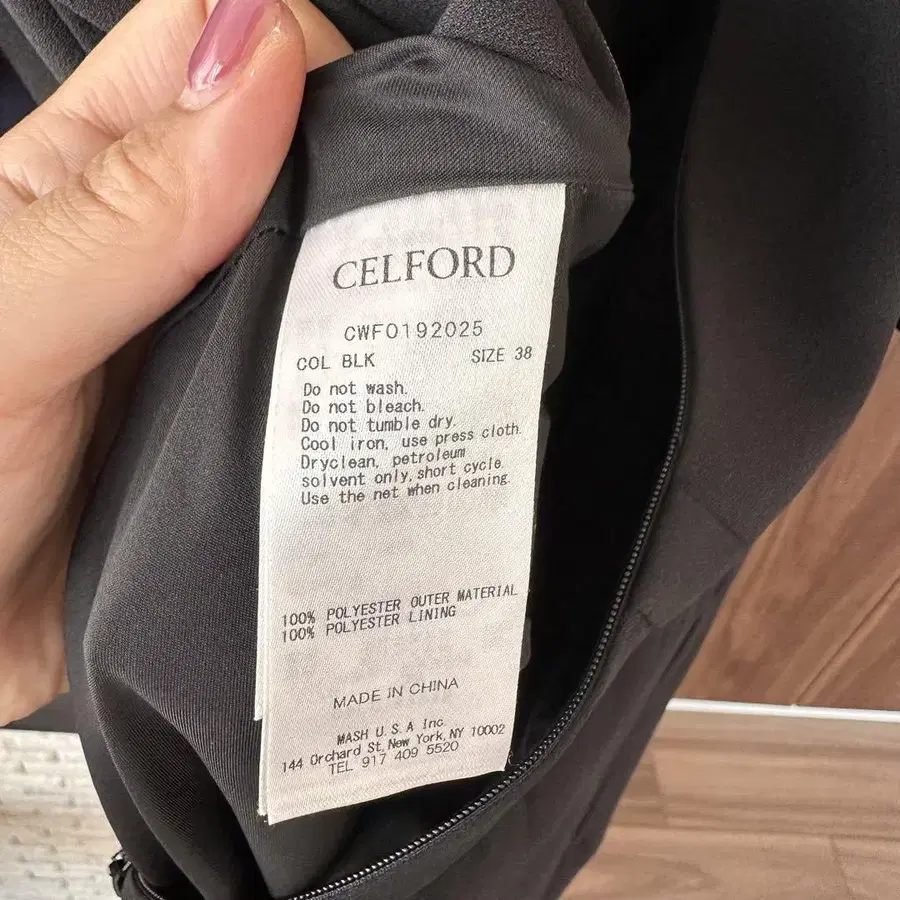 CELFORD
CWFO192025
COL BLK SIZE 38
Do not wash.
Do not bleach.
Do not tumble dry.
Cool iron, use press cloth.
Dryclean, petroleum
solvent only, short cycle.
Use the net when cleaning.
100% POLYESTER OUTER MATERIAL
100% POLYESTER LINING
MADE IN CHINA
MASH U.S.A Inc.
144 Orchard St, New York, NY 10002
TEL 917 409 5520